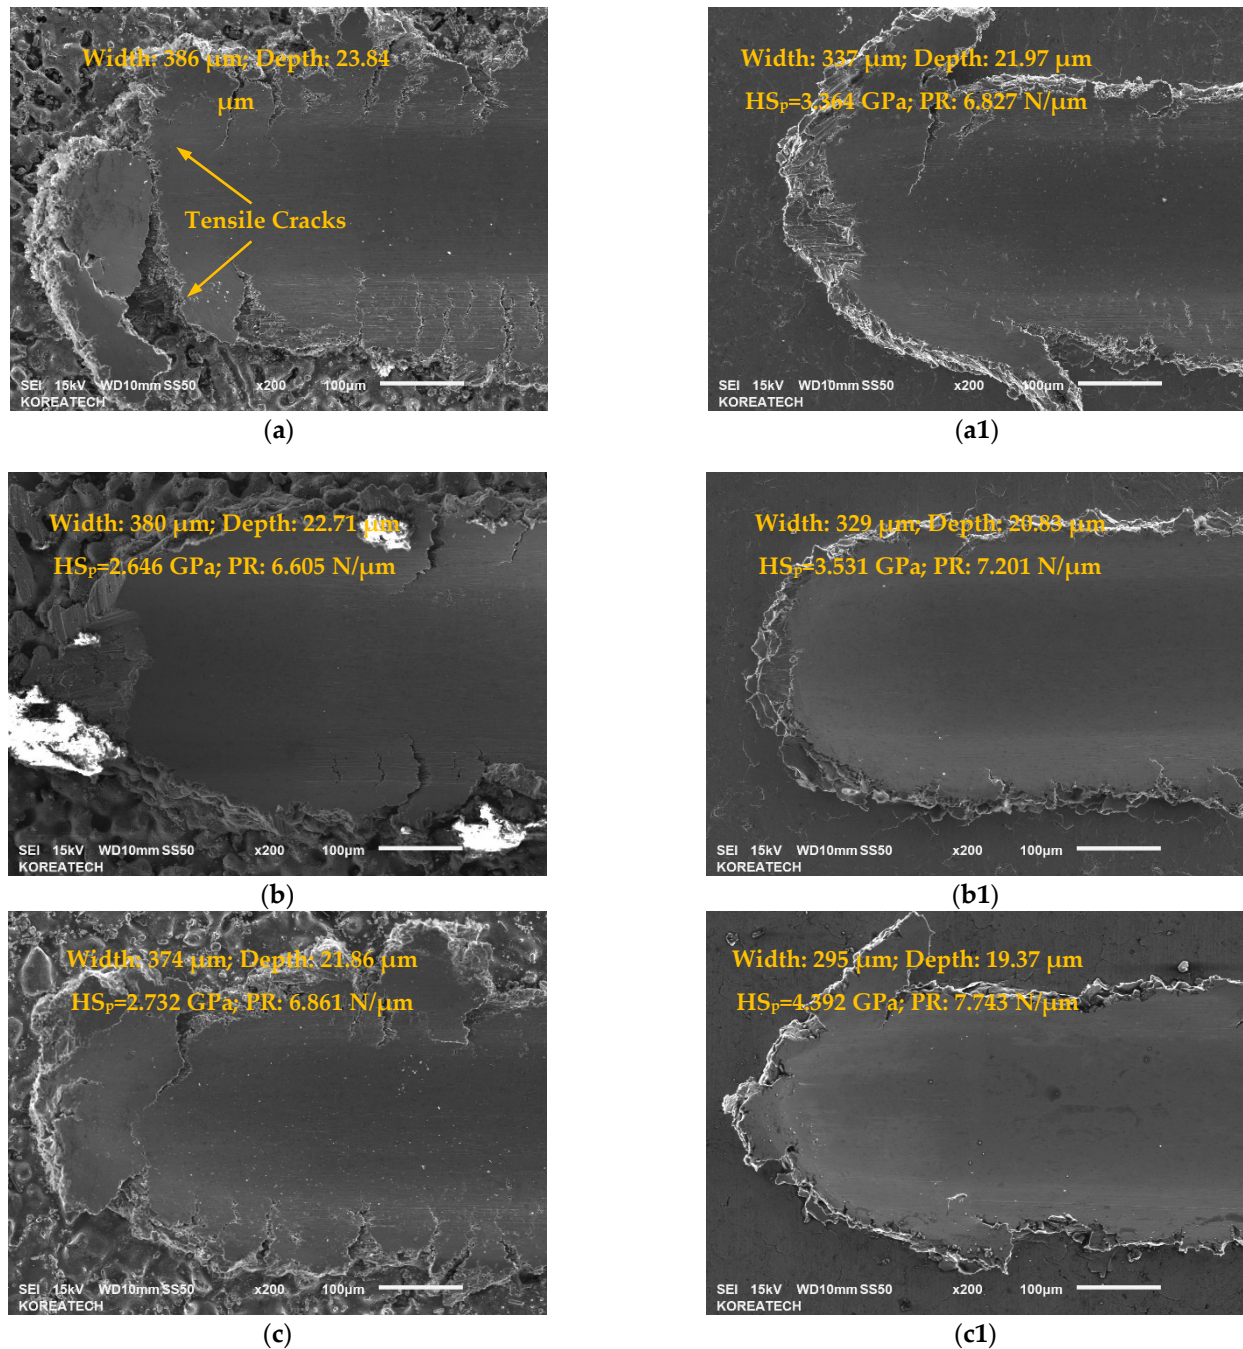 Width: 386 µm; Depth: 23.84
µm
Tensile Cracks
SEI 15kV WD10mm SS50 x200 100µm
KOREATECH
(a)
Width: 337 µm; Depth: 21.97 µm
HSp=3.364 GPa; PR: 6.827 N/µm
SEI 15kV WD10mm SS50 x200 100µm
KOREATECH
(a1)
Width: 380 µm; Depth: 22.71 µm
HSp=2.646 GPa; PR: 6.605 N/µm
SEI 15kV WD10mm SS50 x200 100µm
KOREATECH
(b)
Width: 329 µm; Depth: 20.83 µm
HSp=3.531 GPa; PR: 7.201 N/µm
SEI 15kV WD10mm SS50 x200 100µm
KOREATECH
(b1)
Width: 374 µm; Depth: 21.86 µm
HSp=2.732 GPa; PR: 6.861 N/µm
SEI 15kV WD10mm SS50 x200 100µm
KOREATECH
(c)
Width: 295 µm; Depth: 19.37 µm
HSp=4.392 GPa; PR: 7.743 N/µm
SEI 15kV WD10mm SS50 x200 100µm
KOREATECH
(c1)